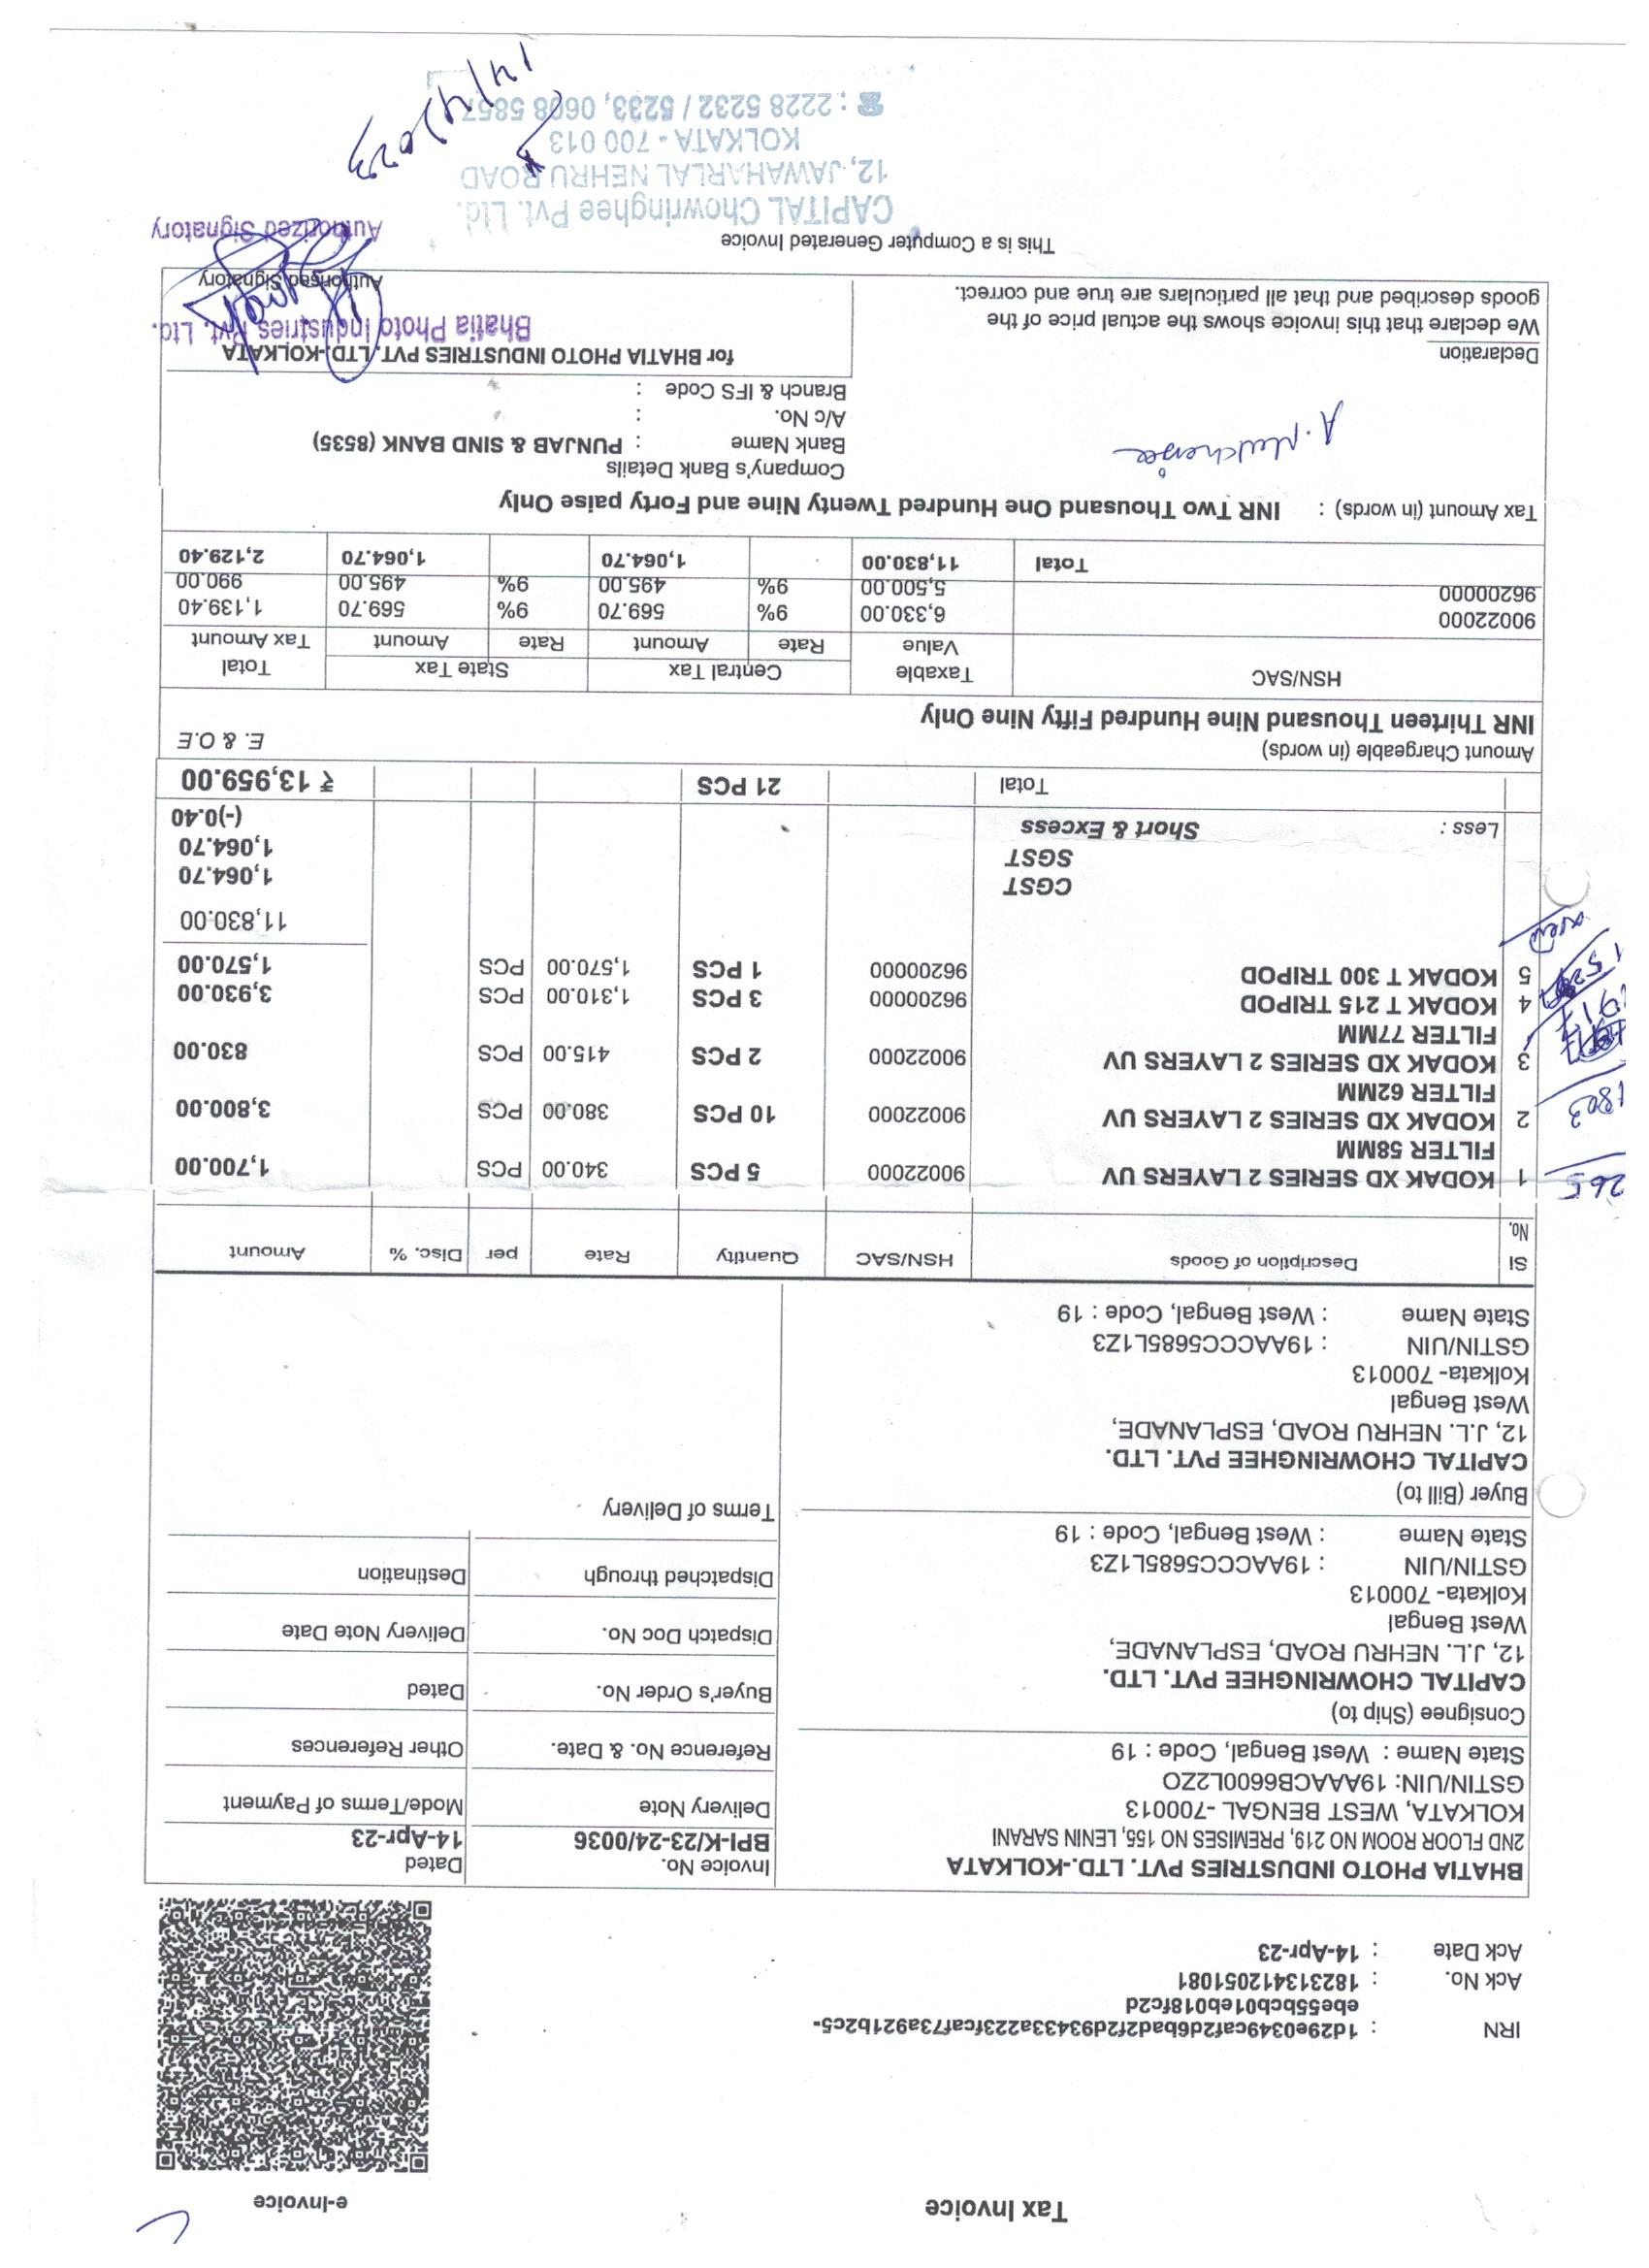 Tax Invoice
e-Invoice
IRN : 1d29e0349caf2d6bad2f2d93433a223fcaf73a921b2c5-
ebe55bcb01eb018fc2d
Ack No. : 182313412051081
Ack Date : 14-Apr-23
BHATIA PHOTO INDUSTRIES PVT. LTD.-KOLKATA
2ND FLOOR ROOM NO 219, PREMISES NO 155, LENIN SARANI
KOLKATA, WEST BENGAL -700013
GSTIN/UIN: 19AAACB6600L2ZO
State Name : West Bengal, Code : 19
Invoice No.
BPI-K/23-24/0036
Dated
14-Apr-23
Delivery Note
Mode/Terms of Payment
Reference No. & Date.
Other References
Buyer's Order No.
Dated
Dispatch Doc No.
Delivery Note Date
Dispatched through
Destination
Terms of Delivery
Consignee (Ship to)
CAPITAL CHOWRINGHEE PVT. LTD.
12, J.L. NEHRU ROAD, ESPLANADE,
West Bengal
Kolkata- 700013
GSTIN/UIN : 19AACCC5685L1Z3
State Name : West Bengal, Code : 19
Buyer (Bill to)
CAPITAL CHOWRINGHEE PVT. LTD.
12, J.L. NEHRU ROAD, ESPLANADE,
West Bengal
Kolkata- 700013
GSTIN/UIN : 19AACCC5685L1Z3
State Name : West Bengal, Code : 19
Sl No. Description of Goods HSN/SAC Quantity Rate per Disc. % Amount
265
1 KODAK XD SERIES 2 LAYERS UV 90022000 5 PCS 340.00 PCS 1,700.00
FILTER 58MM
1803
2 KODAK XD SERIES 2 LAYERS UV 90022000 10 PCS 380.00 PCS 3,800.00
FILTER 62MM
3 KODAK XD SERIES 2 LAYERS UV 90022000 2 PCS 415.00 PCS 830.00
FILTER 77MM
4 KODAK T 215 TRIPOD 96200000 3 PCS 1,310.00 PCS 3,930.00
5 KODAK T 300 TRIPOD 96200000 1 PCS 1,570.00 PCS 1,570.00
11,830.00
CGST 1,064.70
SGST 1,064.70
Less : Short & Excess (-)0.40
Total 21 PCS ₹ 13,959.00
Amount Chargeable (in words) E. & O.E
INR Thirteen Thousand Nine Hundred Fifty Nine Only
HSN/SAC Taxable Value Central Tax State Tax Total Tax Amount
Rate Amount Rate Amount
90022000 6,330.00 9% 569.70 9% 569.70 1,139.40
96200000 5,500.00 9% 495.00 9% 495.00 990.00
Total 11,830.00 1,064.70 1,064.70 2,129.40
Tax Amount (in words) : INR Two Thousand One Hundred Twenty Nine and Forty paise Only
A. Mukherjee
Company's Bank Details
Bank Name : PUNJAB & SIND BANK (8535)
A/c No. :
Branch & IFS Code :
Declaration
We declare that this invoice shows the actual price of the
goods described and that all particulars are true and correct.
for BHATIA PHOTO INDUSTRIES PVT. LTD.-KOLKATA
Bhatia Photo Industries Pvt. Ltd.
Authorised Signatory
Authorized Signatory
This is a Computer Generated Invoice
CAPITAL Chowringhee Pvt. Ltd.
12, JAWAHARLAL NEHRU ROAD
KOLKATA - 700 013
☎ : 2228 5232 / 5233, 0608 5857
14/4/2023